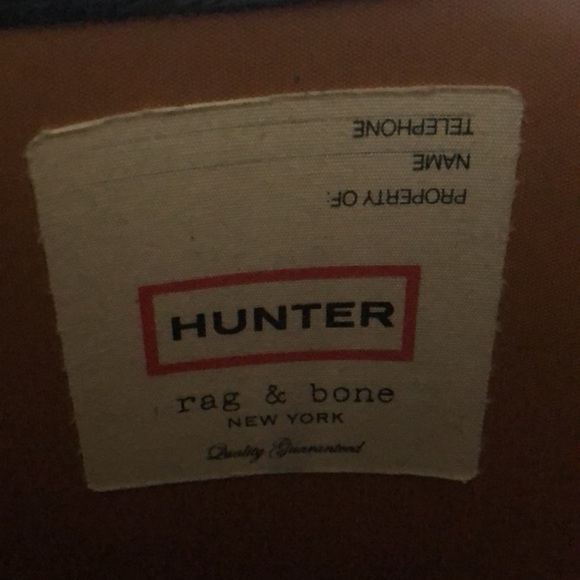 PROPERTY OF:
NAME
TELEPHONE
HUNTER
rag & bone
NEW YORK
Quality Guaranteed